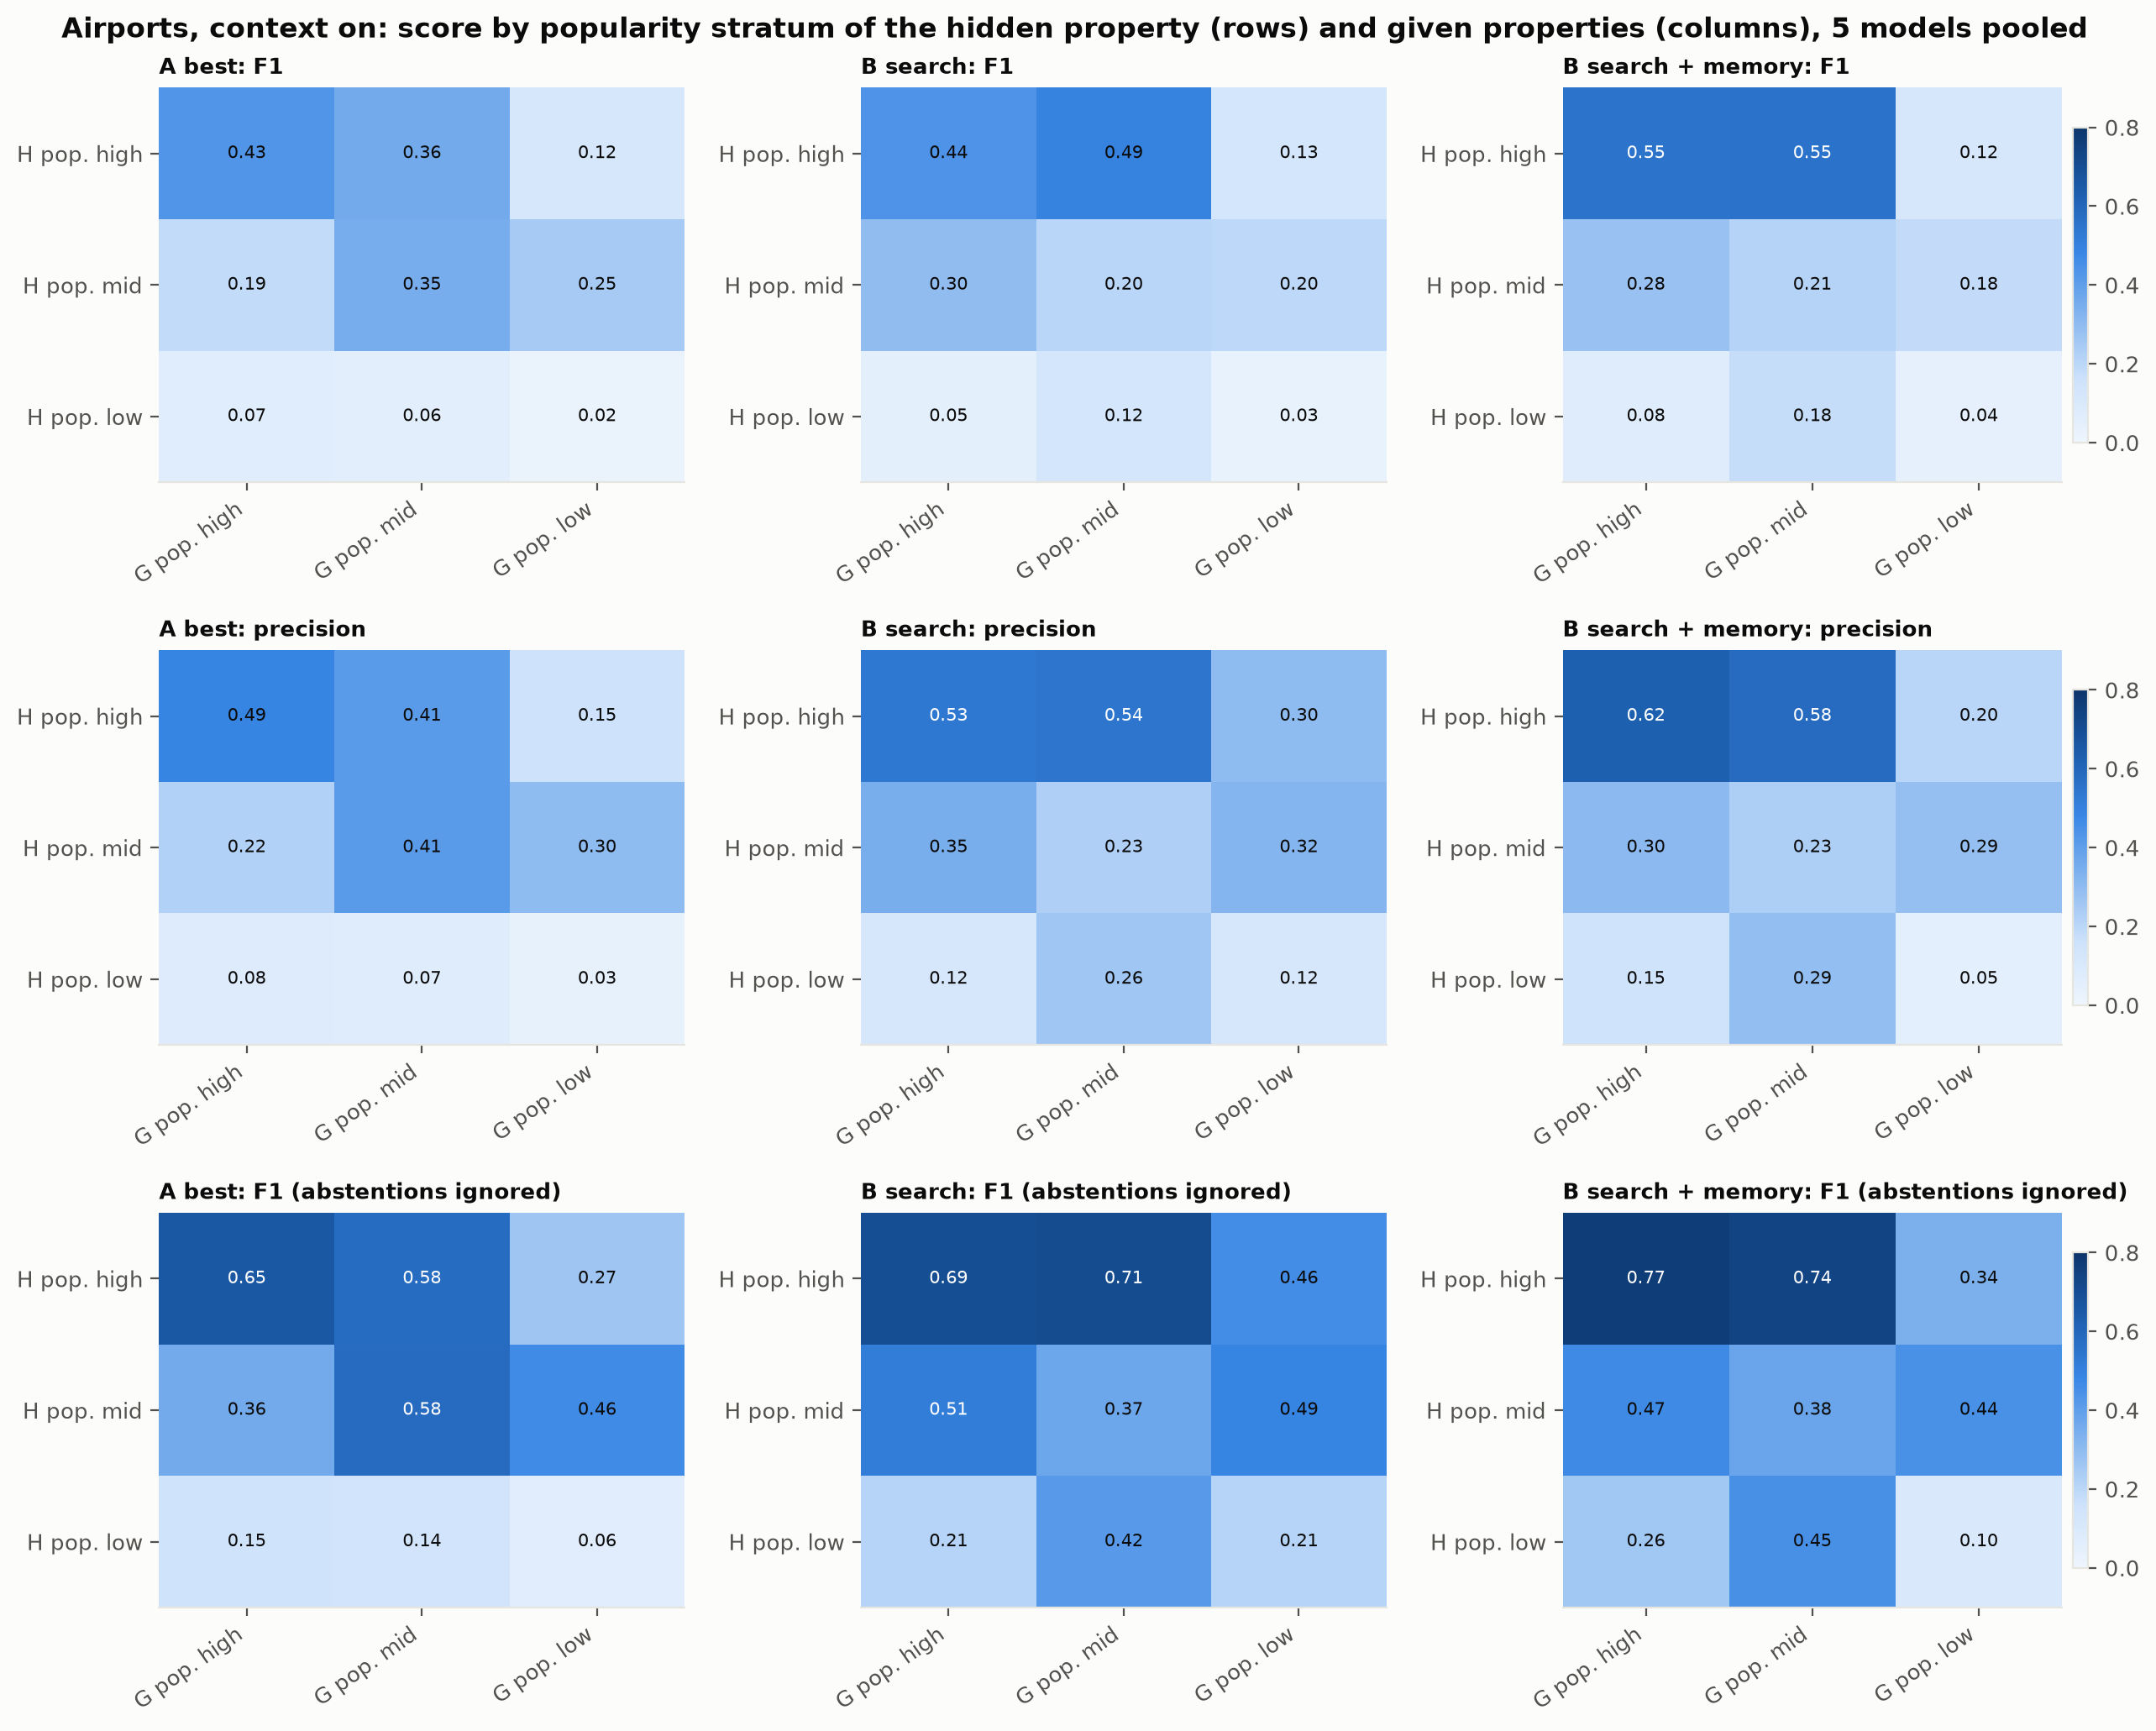 Airports, context on: score by popularity stratum of the hidden property (rows) and given properties (columns), 5 models pooled
A best: F1
B search: F1
B search + memory: F1
H pop. high 0.43 0.36 0.12
H pop. high 0.44 0.49 0.13
H pop. high 0.55 0.55 0.12
H pop. mid 0.19 0.35 0.25
H pop. mid 0.30 0.20 0.20
H pop. mid 0.28 0.21 0.18
H pop. low 0.07 0.06 0.02
H pop. low 0.05 0.12 0.03
H pop. low 0.08 0.18 0.04
0.8
0.6
0.4
0.2
0.0
G pop. high
G pop. mid
G pop. low
G pop. high
G pop. mid
G pop. low
G pop. high
G pop. mid
G pop. low
A best: precision
B search: precision
B search + memory: precision
H pop. high 0.49 0.41 0.15
H pop. high 0.53 0.54 0.30
H pop. high 0.62 0.58 0.20
H pop. mid 0.22 0.41 0.30
H pop. mid 0.35 0.23 0.32
H pop. mid 0.30 0.23 0.29
H pop. low 0.08 0.07 0.03
H pop. low 0.12 0.26 0.12
H pop. low 0.15 0.29 0.05
0.8
0.6
0.4
0.2
0.0
G pop. high
G pop. mid
G pop. low
G pop. high
G pop. mid
G pop. low
G pop. high
G pop. mid
G pop. low
A best: F1 (abstentions ignored)
B search: F1 (abstentions ignored)
B search + memory: F1 (abstentions ignored)
H pop. high 0.65 0.58 0.27
H pop. high 0.69 0.71 0.46
H pop. high 0.77 0.74 0.34
H pop. mid 0.36 0.58 0.46
H pop. mid 0.51 0.37 0.49
H pop. mid 0.47 0.38 0.44
H pop. low 0.15 0.14 0.06
H pop. low 0.21 0.42 0.21
H pop. low 0.26 0.45 0.10
0.8
0.6
0.4
0.2
0.0
G pop. high
G pop. mid
G pop. low
G pop. high
G pop. mid
G pop. low
G pop. high
G pop. mid
G pop. low